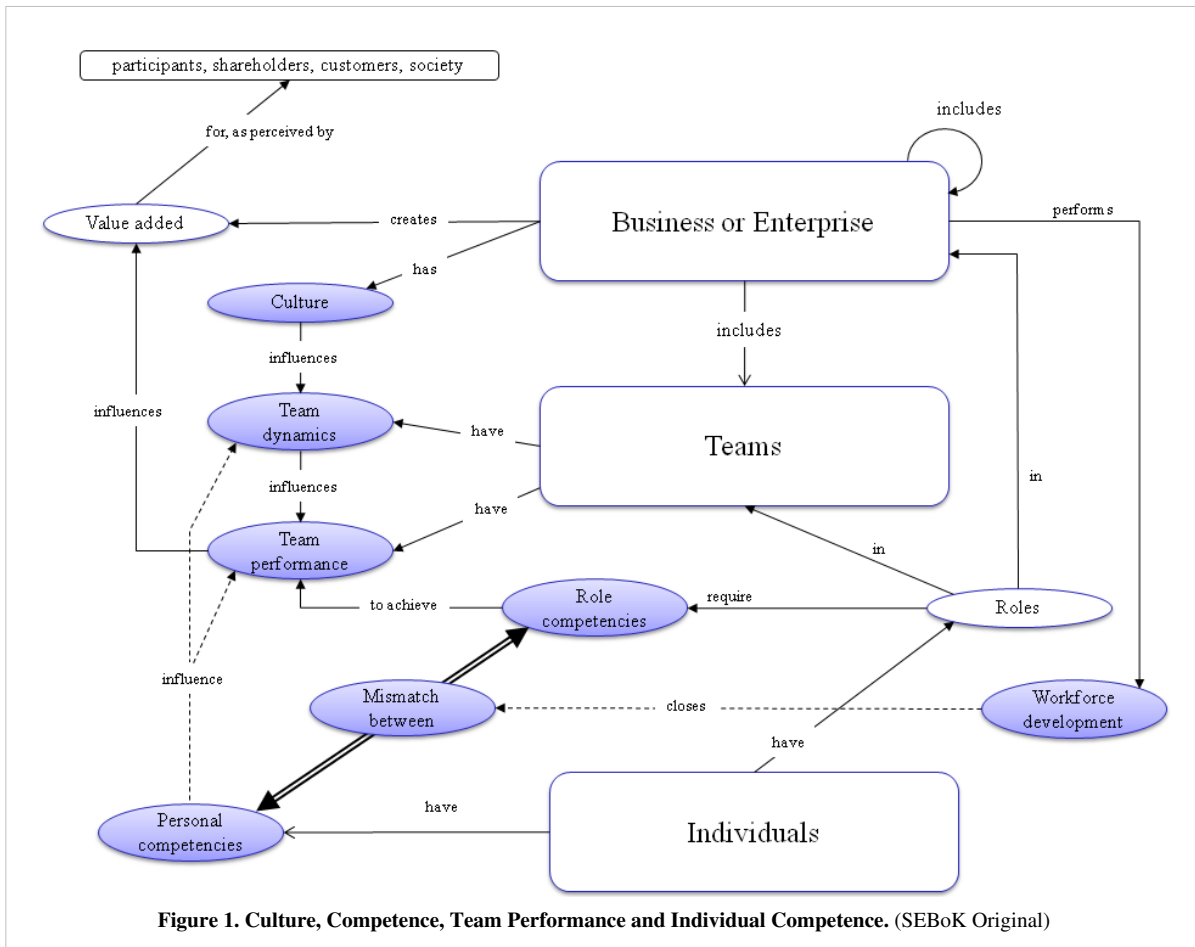 participants, shareholders, customers, society
includes
for, as perceived by
Value added
creates
Business or Enterprise
performs
has
Culture
includes
influences
influences
Team
dynamics
have
Teams
influences
in
have
Team
performance
in
to achieve
Role
competencies
require
Roles
influence
Mismatch
between
closes
Workforce
development
have
have
Personal
competencies
Individuals
Figure 1. Culture, Competence, Team Performance and Individual Competence. (SEBoK Original)